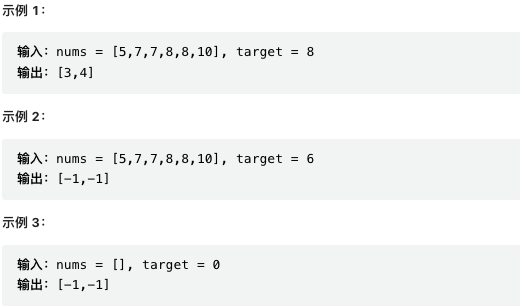 示例 1：
输入：nums = [5,7,7,8,8,10], target = 8
输出：[3,4]
示例 2：
输入：nums = [5,7,7,8,8,10], target = 6
输出：[-1,-1]
示例 3：
输入：nums = [], target = 0
输出：[-1,-1]